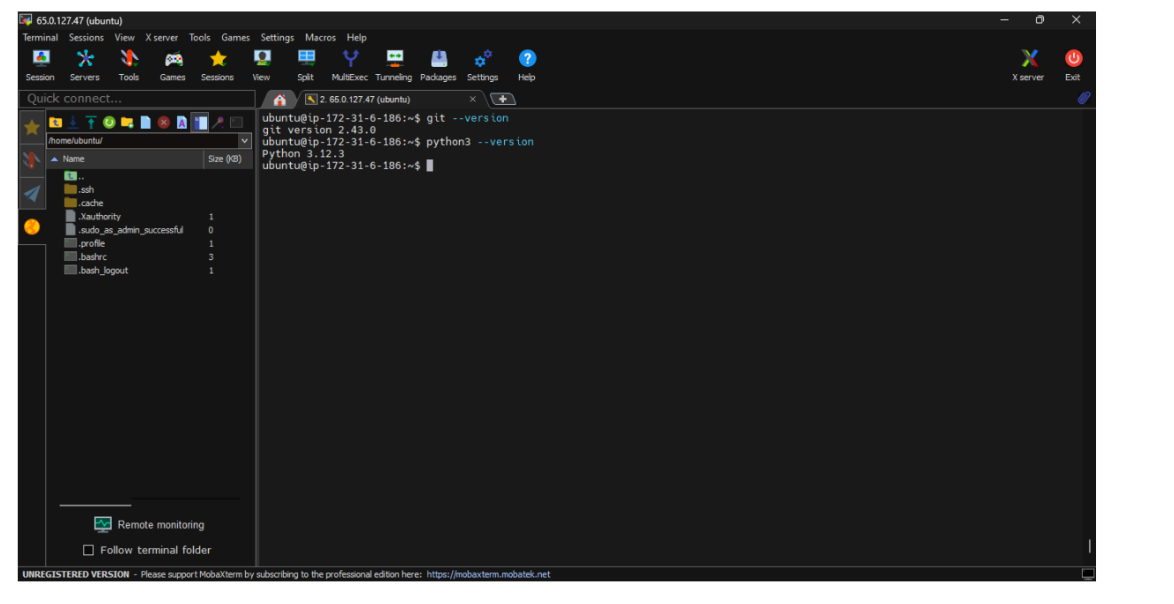 65.0.127.47 (ubuntu)
Terminal Sessions View X server Tools Games Settings Macros Help
Session Servers Tools Games Sessions View Split MultiExec Tunneling Packages Settings Help X server Exit
Quick connect...
2. 65.0.127.47 (ubuntu)
/home/ubuntu/
Name Size (KB)
..
.ssh
.cache
.Xauthority 1
.sudo_as_admin_successful 0
.profile 1
.bashrc 3
.bash_logout 1
ubuntu@ip-172-31-6-186:~$ git --version
git version 2.43.0
ubuntu@ip-172-31-6-186:~$ python3 --version
Python 3.12.3
ubuntu@ip-172-31-6-186:~$
Remote monitoring
Follow terminal folder
UNREGISTERED VERSION - Please support MobaXterm by subscribing to the professional edition here: https://mobaxterm.mobatek.net